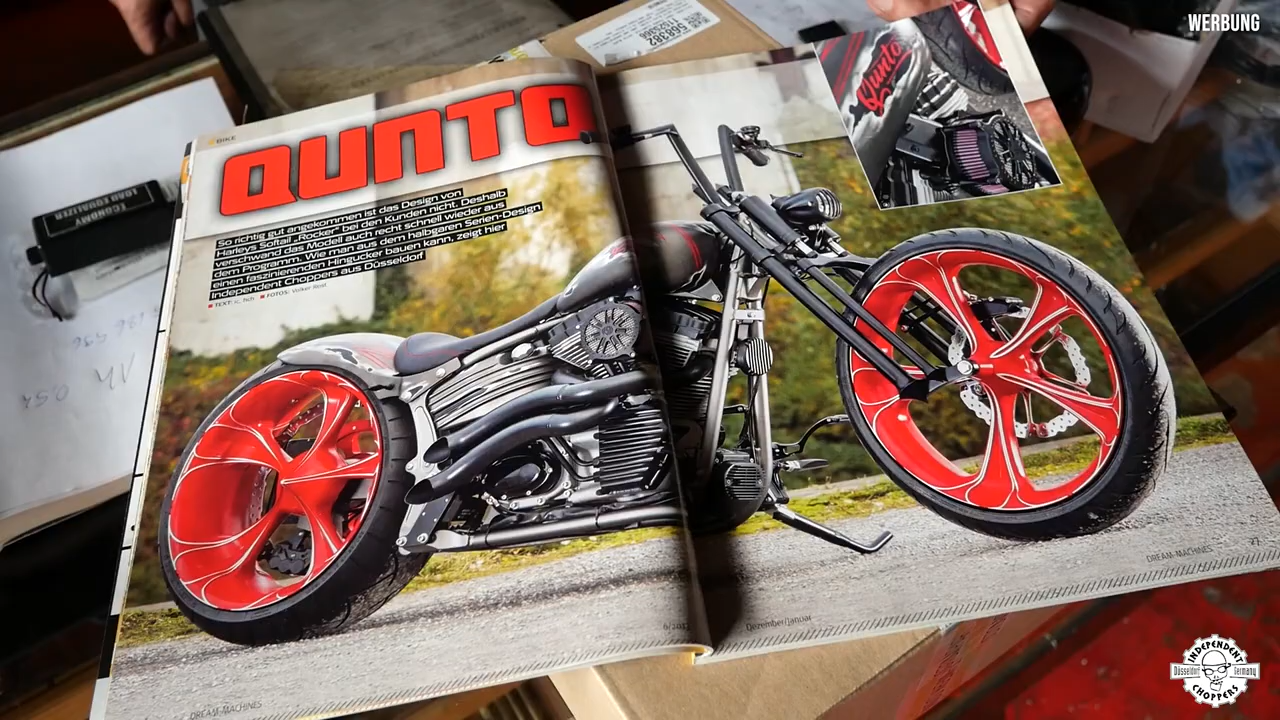 WERBUNG
568382
11525366
BIKE
QUNTO
So richtig gut angekommen ist das Design von
Harleys Softail „Rocker“ bei den Kunden nicht. Deshalb
verschwand das Modell auch recht schnell wieder aus
dem Programm. Wie man aus dem halbgaren Serien-Design
einen faszinierenden Hingucker bauen kann, zeigt hier
Independent Choppers aus Düsseldorf
TEXT: FOTOS: Volker Rost
Qunto
ECONOMY
LOAD EQUALIZER
DREAM-MACHINES
Dezember/Januar
DREAM-MACHINES
INDEPENDENT
Düsseldorf Germany
CHOPPERS